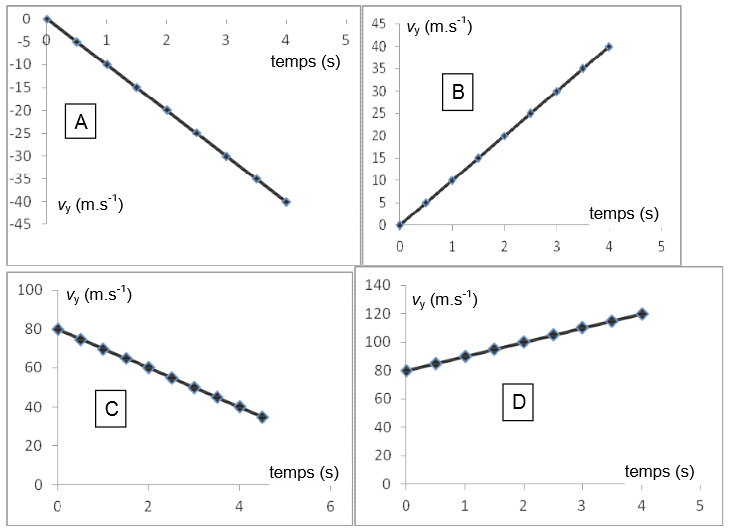 0
0 1 2 3 4 5
temps (s)
-5
-10
-15
-20
-25
-30
-35
-40
-45
A
vy (m.s-1)
45
40
35
30
25
20
15
10
5
0
vy (m.s-1)
B
temps (s)
0 1 2 3 4 5
100
80
60
40
20
0
vy (m.s-1)
C
temps (s)
0 2 4 6
140
120
100
80
60
40
20
0
vy (m.s-1)
D
temps (s)
0 1 2 3 4 5